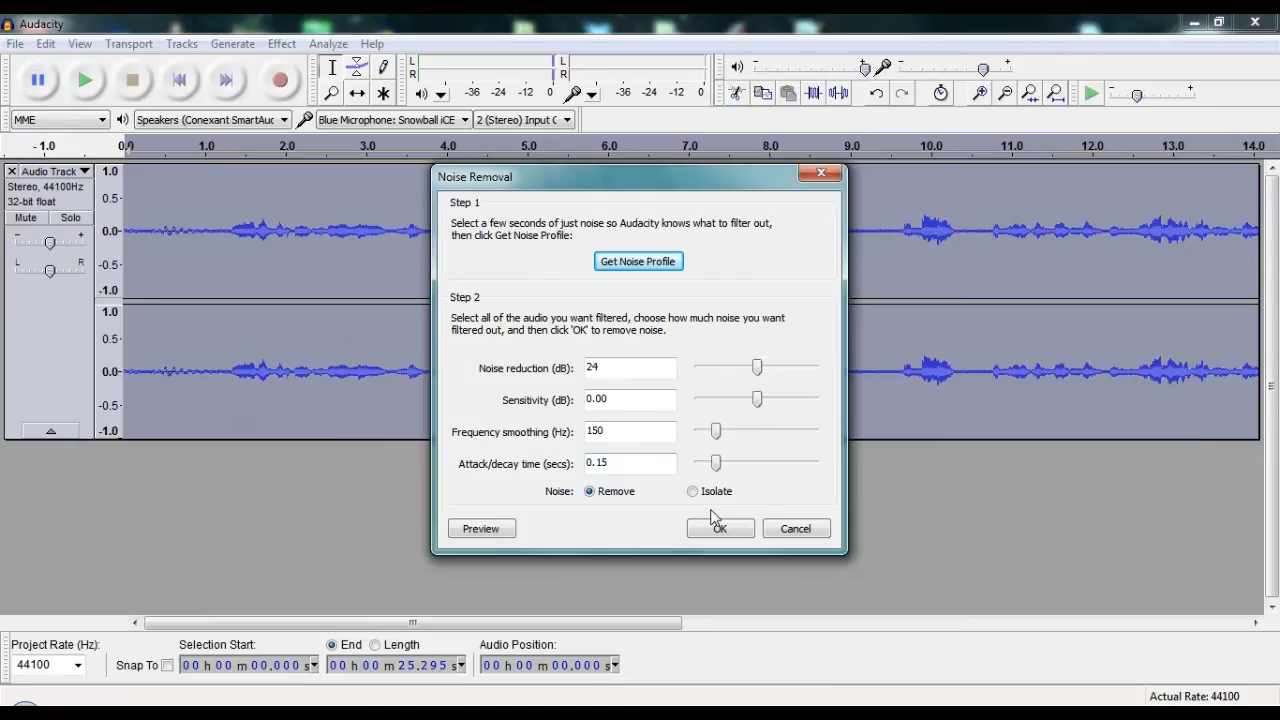 Audacity
File Edit View Transport Tracks Generate Effect Analyze Help
L
R
-36 -24 -12 0
L
R
-36 -24 -12 0
MME
Speakers (Conexant SmartAuc
Blue Microphone: Snowball iCE
2 (Stereo) Input C
- 1.0 0.0 1.0 2.0 3.0 4.0 5.0 6.0 7.0 8.0 9.0 10.0 11.0 12.0 13.0 14.0
Audio Track
Stereo, 44100Hz
32-bit float
Mute Solo
- +
L R
1.0
0.5-
0.0-
-0.5-
-1.0
1.0
0.5-
0.0-
-0.5-
-1.0
Noise Removal
Step 1
Select a few seconds of just noise so Audacity knows what to filter out,
then click Get Noise Profile:
Get Noise Profile
Step 2
Select all of the audio you want filtered, choose how much noise you want
filtered out, and then click 'OK' to remove noise.
Noise reduction (dB): 24
Sensitivity (dB): 0.00
Frequency smoothing (Hz): 150
Attack/decay time (secs): 0.15
Noise: Remove Isolate
Preview OK Cancel
Project Rate (Hz): Selection Start: End Length Audio Position:
44100 Snap To 00 h 00 m 00.000 s 00 h 00 m 25.295 s 00 h 00 m 00.000 s
Actual Rate: 44100